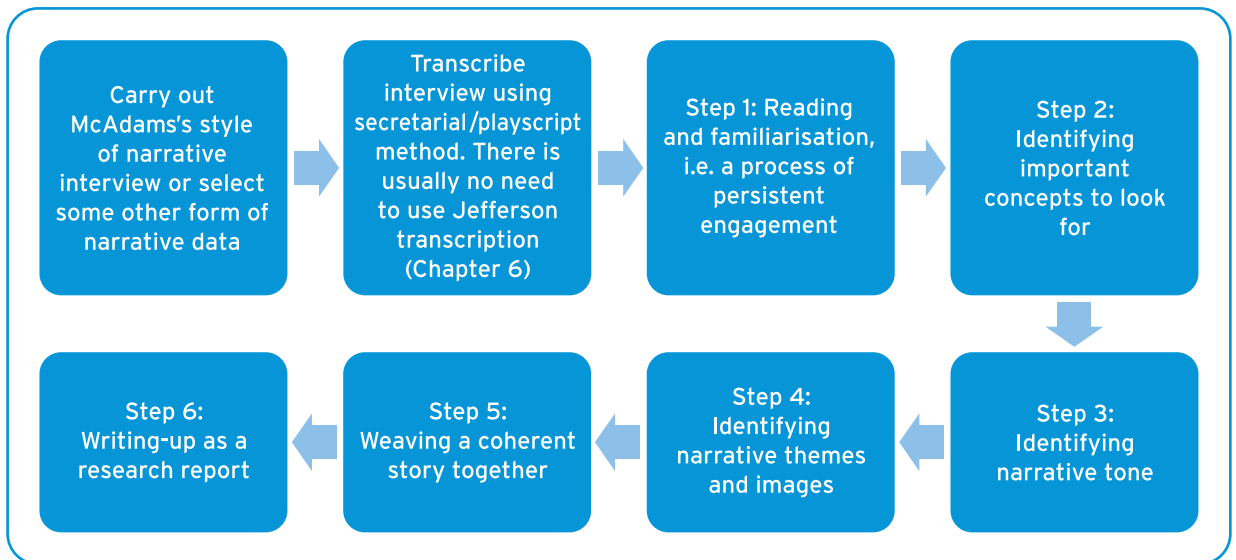 Carry out
McAdams's style
of narrative
interview or select
some other form of
narrative data
Transcribe
interview using
secretarial/playscript
method. There is
usually no need
to use Jefferson
transcription
(Chapter 6)
Step 1: Reading
and familiarisation,
i.e. a process of
persistent
engagement
Step 2:
Identifying
important
concepts to look
for
Step 3:
Identifying
narrative tone
Step 4:
Identifying
narrative themes
and images
Step 5:
Weaving a coherent
story together
Step 6:
Writing-up as a
research report